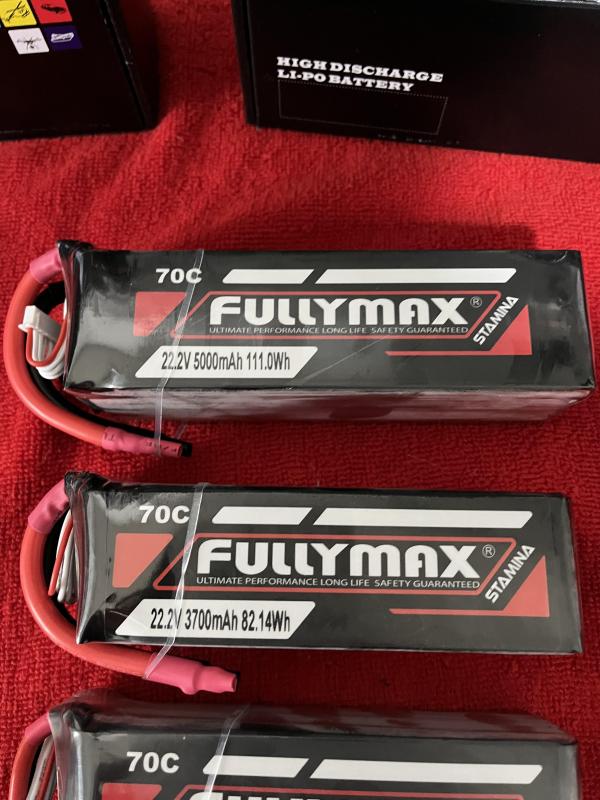 HIGH DISCHARGE
LI-PO BATTERY
70C
FULLYMAX®
STAMINA
ULTIMATE PERFORMANCE LONG LIFE SAFETY GUARANTEED
22.2V 5000mAh 111.0Wh
70C
FULLYMAX®
STAMINA
ULTIMATE PERFORMANCE LONG LIFE SAFETY GUARANTEED
22.2V 3700mAh 82.14Wh
70C
FULLYMAX